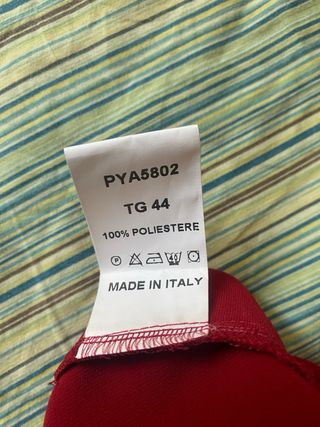 PYA5802
TG 44
100% POLIESTERE
MADE IN ITALY